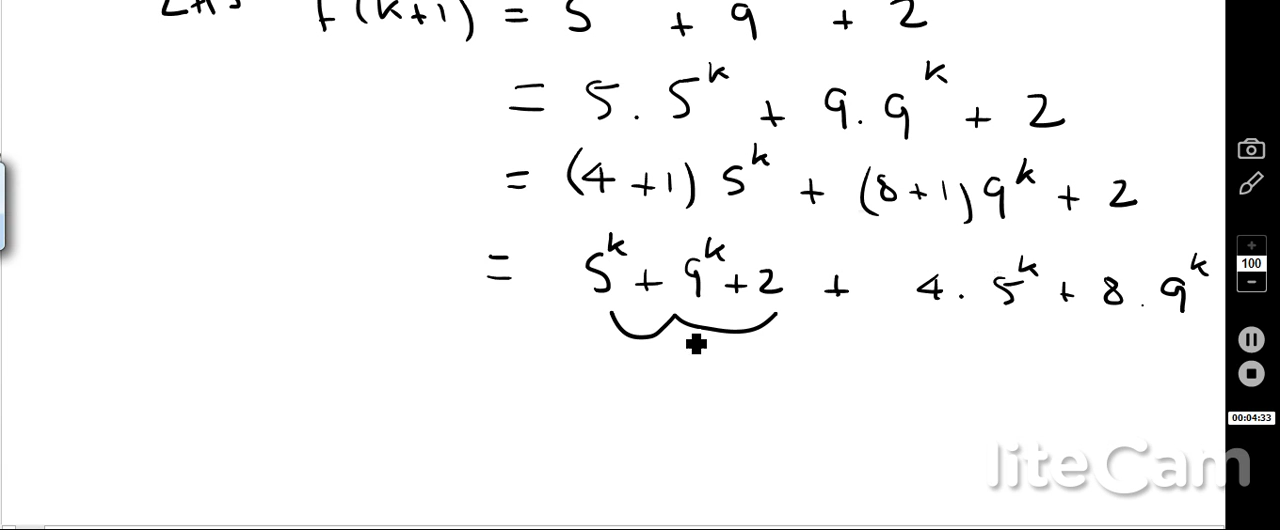 f(k+1) = 5 + 9 + 2
= 5 . 5^k + 9 . 9^k + 2
= (4+1) 5^k + (8+1) 9^k + 2
= 5^k + 9^k + 2 + 4 . 5^k + 8 . 9^k
100
00:04:33
liteCam